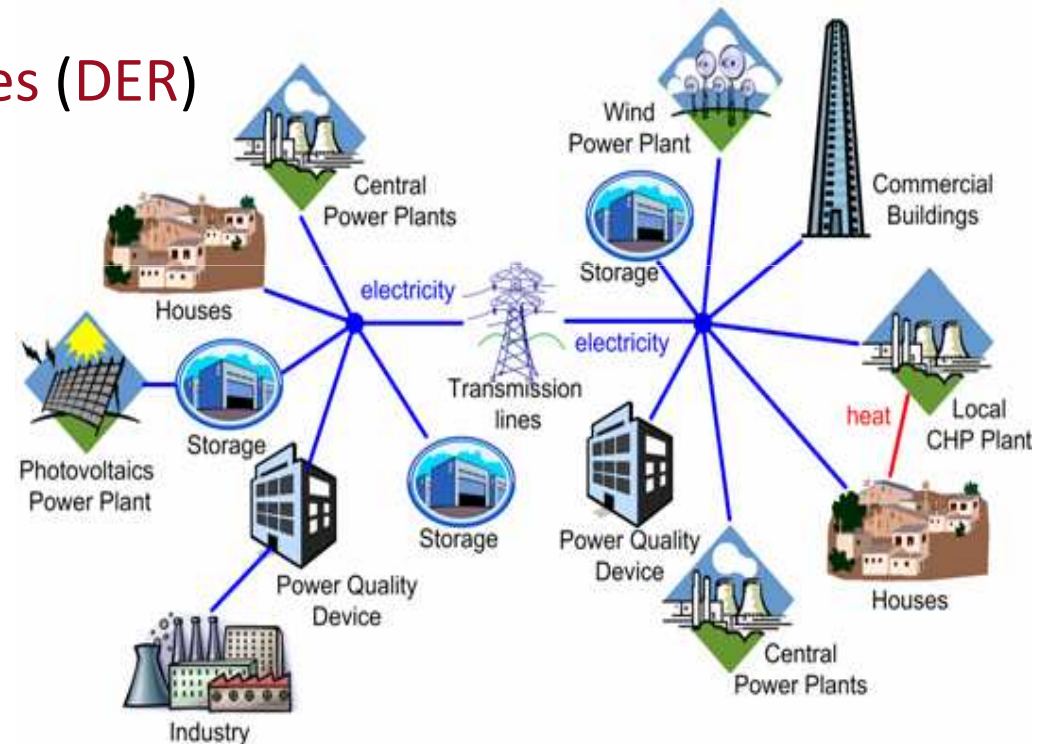 es (DER)
Wind
Power Plant
Central
Power Plants
Commercial
Buildings
Storage
Houses
electricity
electricity
Transmission
lines
Storage
Photovoltaics
Power Plant
heat
Local
CHP Plant
Storage
Power Quality
Device
Power Quality
Device
Houses
Central
Power Plants
Industry